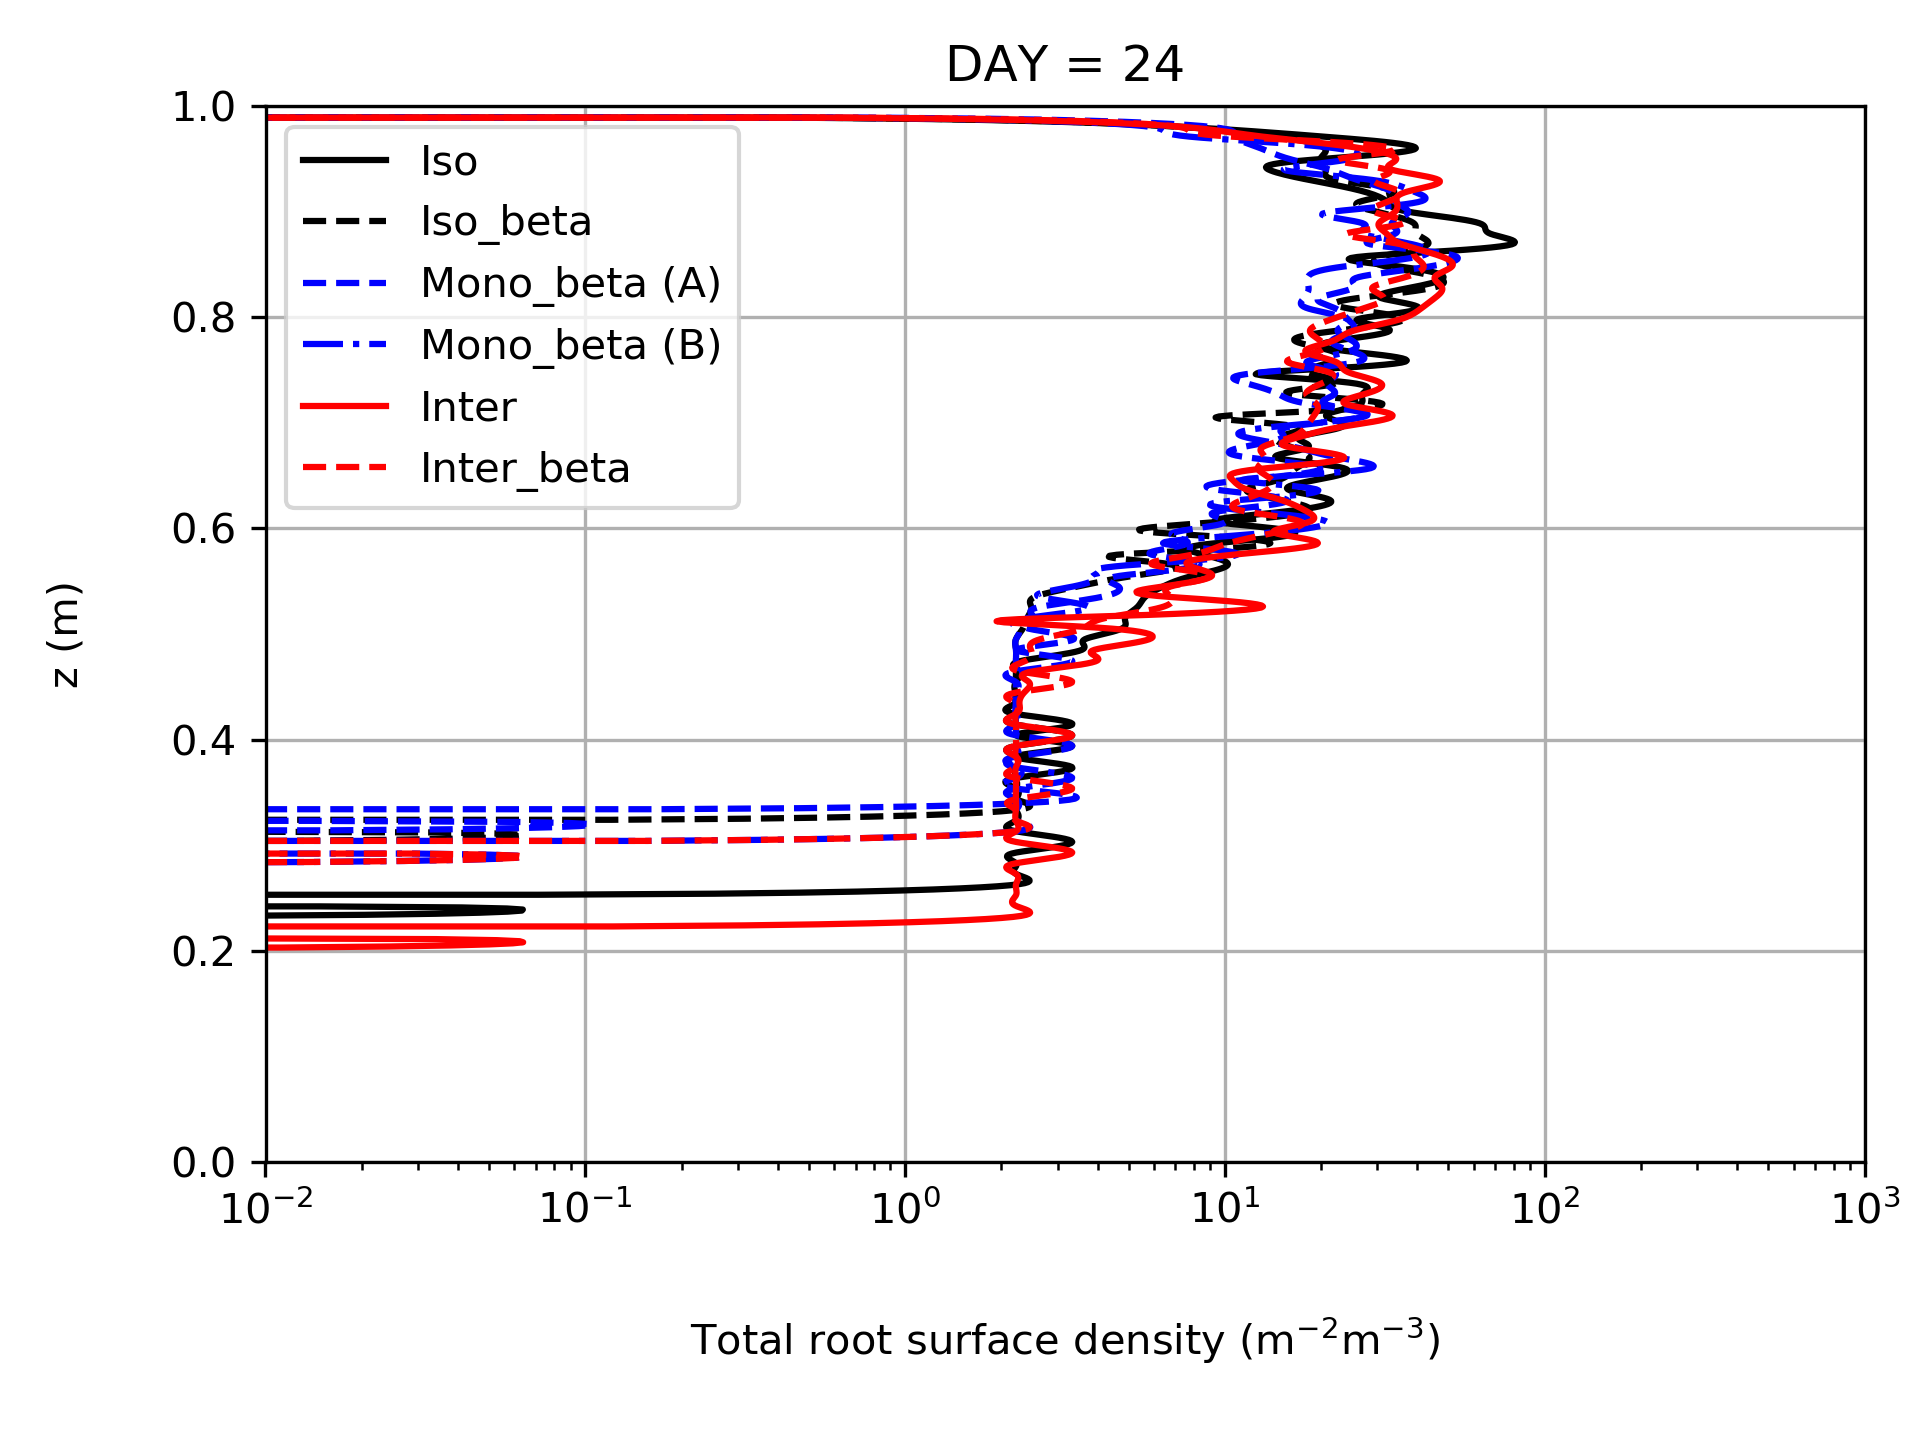 DAY = 24
1.0
0.8
0.6
0.4
0.2
0.0
z (m)
Iso
Iso_beta
Mono_beta (A)
Mono_beta (B)
Inter
Inter_beta
10⁻² 10⁻¹ 10⁰ 10¹ 10² 10³
Total root surface density (m⁻²m⁻³)